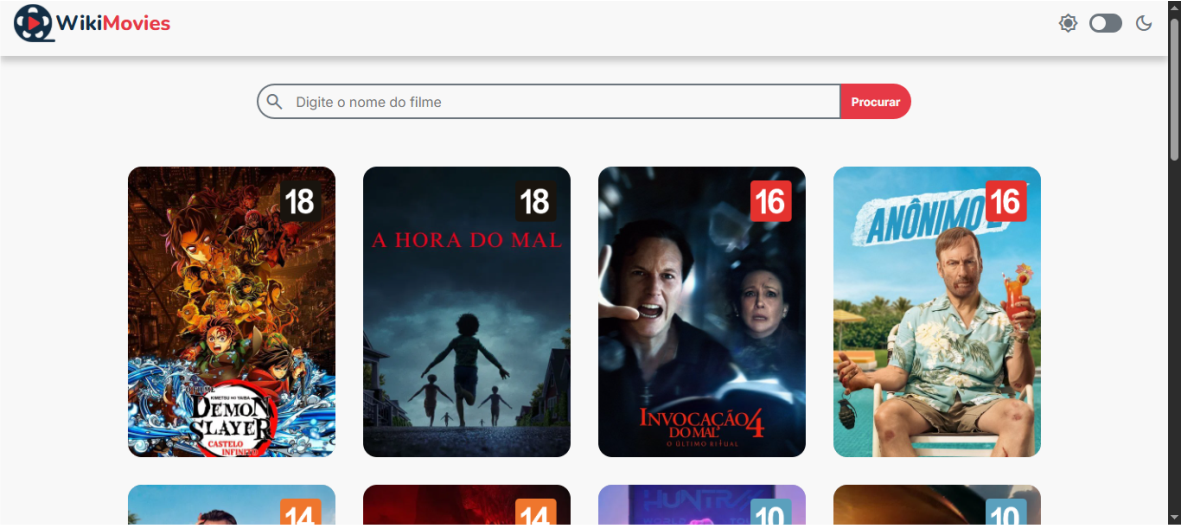 WikiMovies
Digite o nome do filme
Procurar
18
18
16
16
A HORA DO MAL
ANÔNIMO 2
KIMETSU NO YAIBA
DEMON
SLAYER
CASTELO
INFINITO
INVOCAÇÃO 4
DO MAL
O ÚLTIMO RITUAL
14
10
10
HUNTR